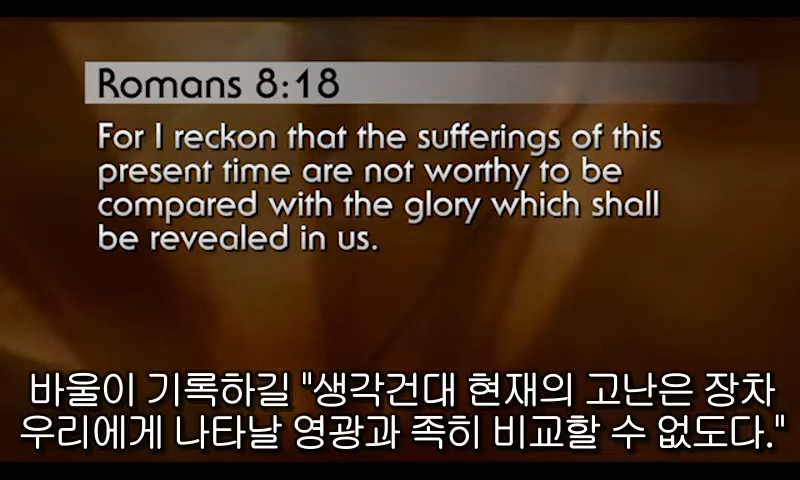 Romans 8:18
For I reckon that the sufferings of this
present time are not worthy to be
compared with the glory which shall
be revealed in us.
바울이 기록하길 "생각건대 현재의 고난은 장차
우리에게 나타날 영광과 족히 비교할 수 없도다."